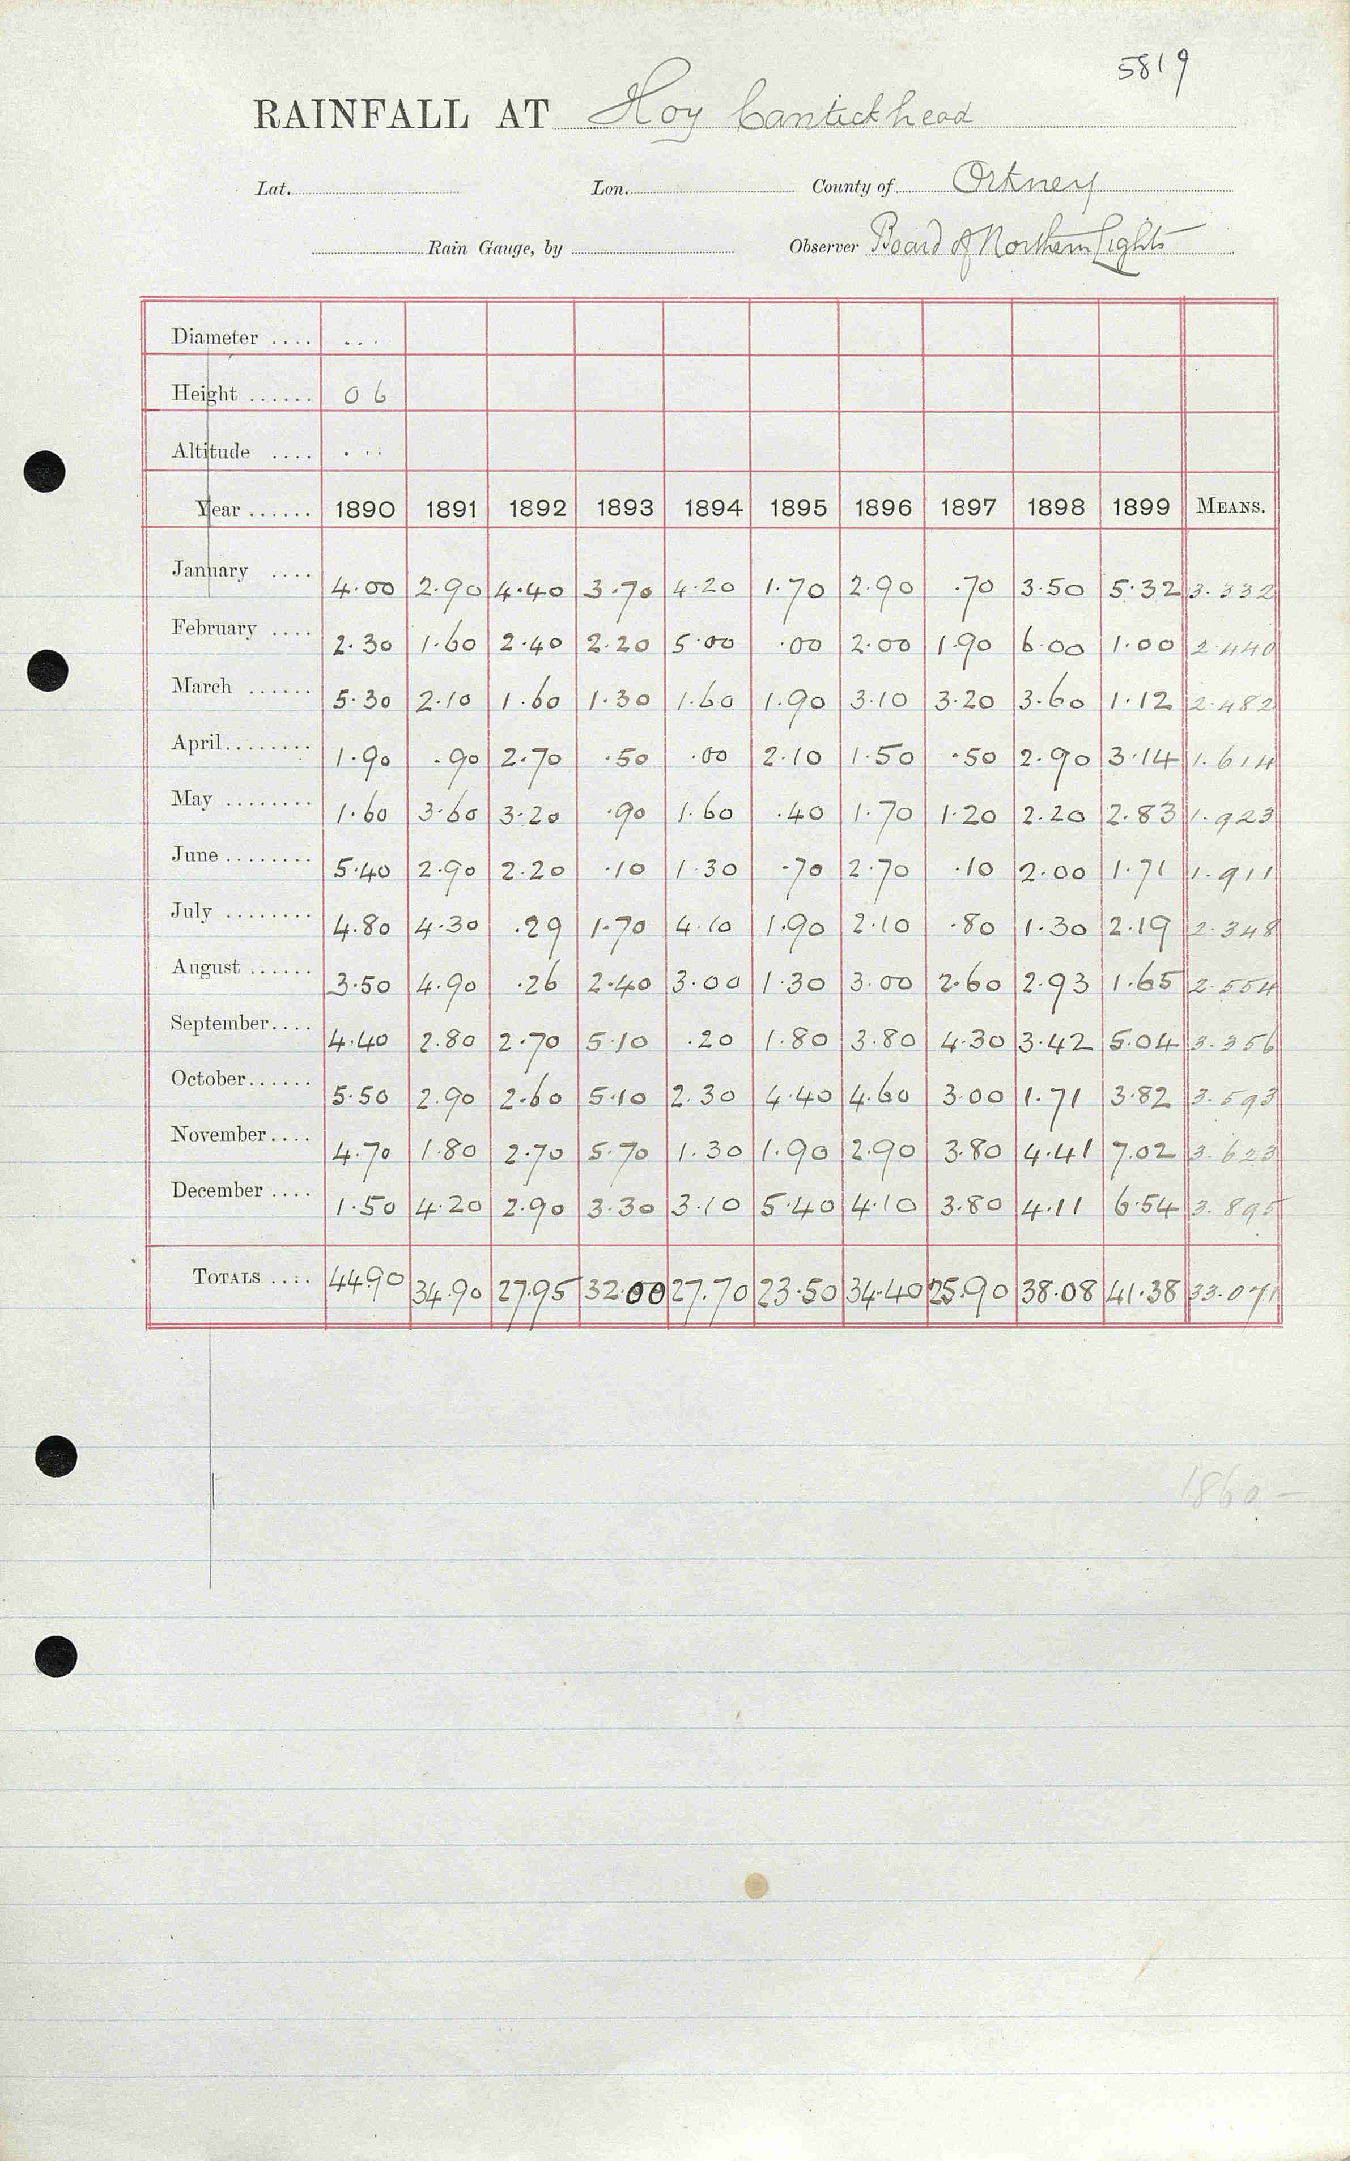 5819
RAINFALL AT Hoy Cantickhead
Lat. Lon. County of Orkney
Rain Gauge, by Observer Board of Northern Lights
Diameter .... ...
Height ...... 0 6
Altitude .... ...
Year ...... 1890 1891 1892 1893 1894 1895 1896 1897 1898 1899 MEANS.
January .... 4.00 2.90 4.40 3.70 4.20 1.70 2.90 .70 3.50 5.32 3.332
February .... 2.30 1.60 2.40 2.20 5.00 .00 2.00 1.90 6.00 1.00 2.440
March ...... 5.30 2.10 1.60 1.30 1.60 1.90 3.10 3.20 3.60 1.12 2.482
April........ 1.90 .90 2.70 .50 .00 2.10 1.50 .50 2.90 3.14 1.614
May ........ 1.60 3.60 3.20 .90 1.60 .40 1.70 1.20 2.20 2.83 1.923
June ........ 5.40 2.90 2.20 .10 1.30 .70 2.70 .10 2.00 1.71 1.911
July ........ 4.80 4.30 .29 1.70 4.10 1.90 2.10 .80 1.30 2.19 2.348
August ...... 3.50 4.90 .26 2.40 3.00 1.30 3.00 2.60 2.93 1.65 2.554
September.... 4.40 2.80 2.70 5.10 .20 1.80 3.80 4.30 3.42 5.04 3.356
October...... 5.50 2.90 2.60 5.10 2.30 4.40 4.60 3.00 1.71 3.82 3.593
November.... 4.70 1.80 2.70 5.70 1.30 1.90 2.90 3.80 4.41 7.02 3.623
December .... 1.50 4.20 2.90 3.30 3.10 5.40 4.10 3.80 4.11 6.54 3.895
TOTALS .... 44.90 34.90 27.95 32.00 27.70 23.50 34.40 25.90 38.08 41.38 33.071
1860 —